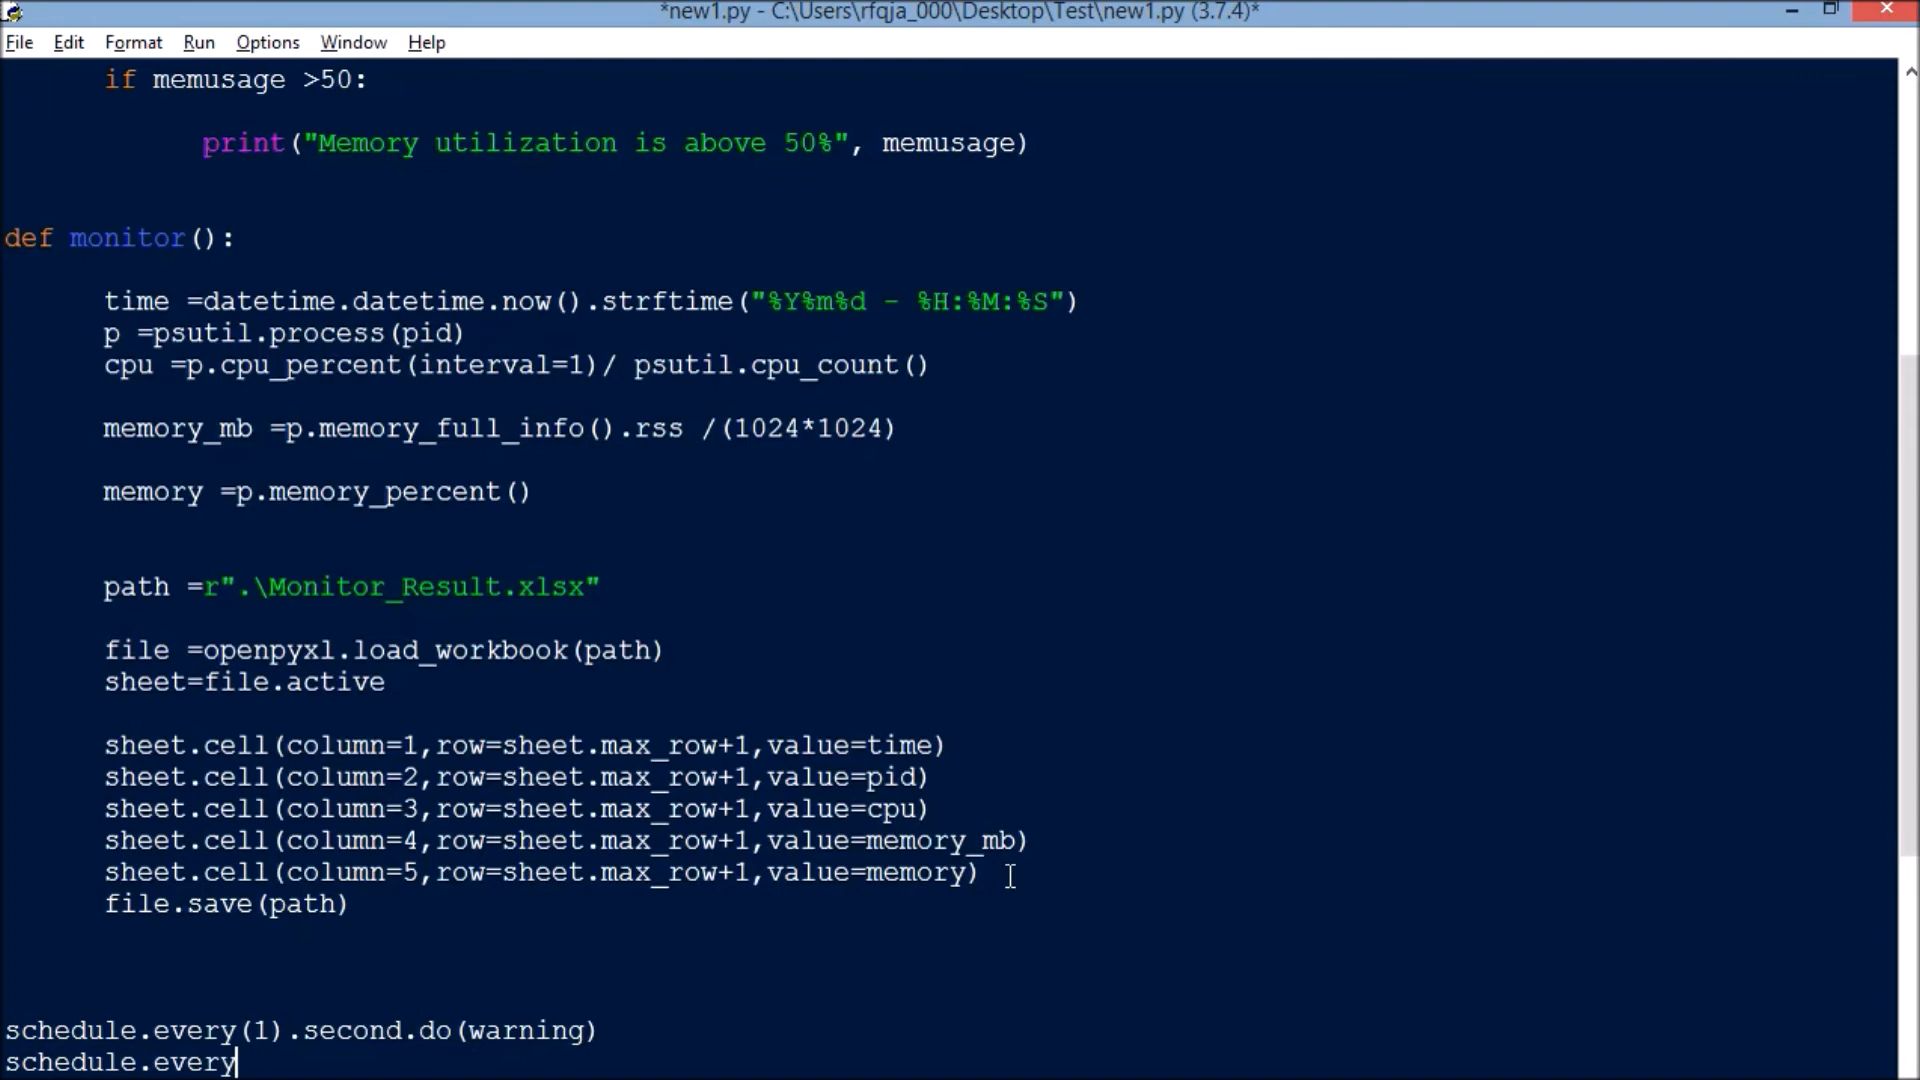 *new1.py - C:\Users\rfqja_000\Desktop\Test\new1.py (3.7.4)*
File Edit Format Run Options Window Help
if memusage >50:
print("Memory utilization is above 50%", memusage)
def monitor():
time =datetime.datetime.now().strftime("%Y%m%d - %H:%M:%S")
p =psutil.process(pid)
cpu =p.cpu_percent(interval=1)/ psutil.cpu_count()
memory_mb =p.memory_full_info().rss /(1024*1024)
memory =p.memory_percent()
path =r".\Monitor_Result.xlsx"
file =openpyxl.load_workbook(path)
sheet=file.active
sheet.cell(column=1,row=sheet.max_row+1,value=time)
sheet.cell(column=2,row=sheet.max_row+1,value=pid)
sheet.cell(column=3,row=sheet.max_row+1,value=cpu)
sheet.cell(column=4,row=sheet.max_row+1,value=memory_mb)
sheet.cell(column=5,row=sheet.max_row+1,value=memory)
file.save(path)
schedule.every(1).second.do(warning)
schedule.every